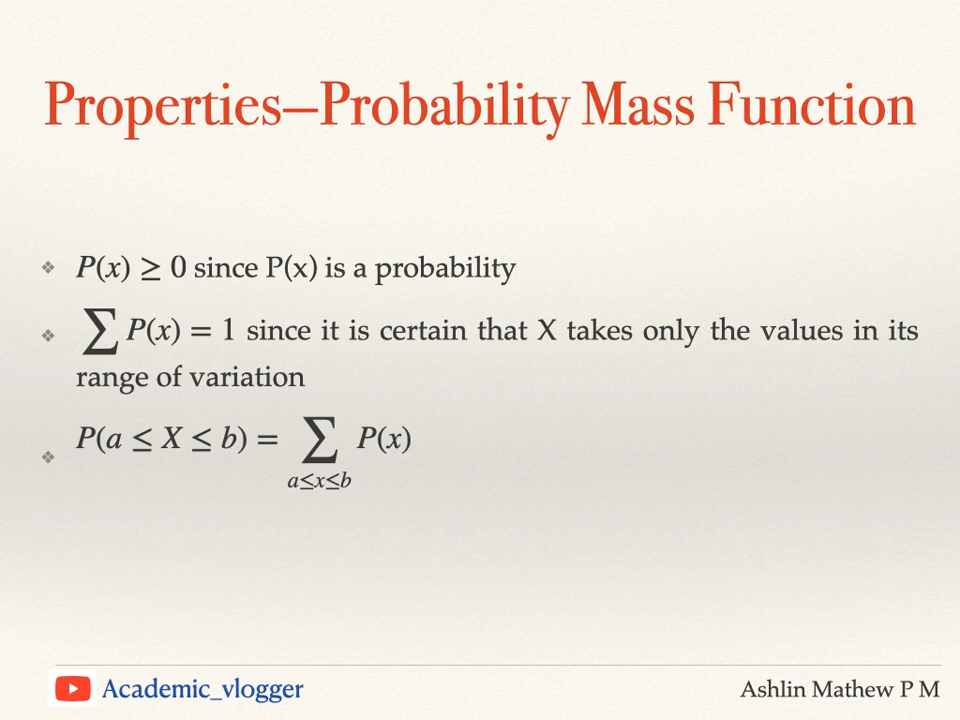 Properties—Probability Mass Function
❖ P(x) ≥ 0 since P(x) is a probability
❖ ∑ P(x) = 1 since it is certain that X takes only the values in its
range of variation
❖ P(a ≤ X ≤ b) = ∑ P(x)
a≤x≤b
Academic_vlogger
Ashlin Mathew P M